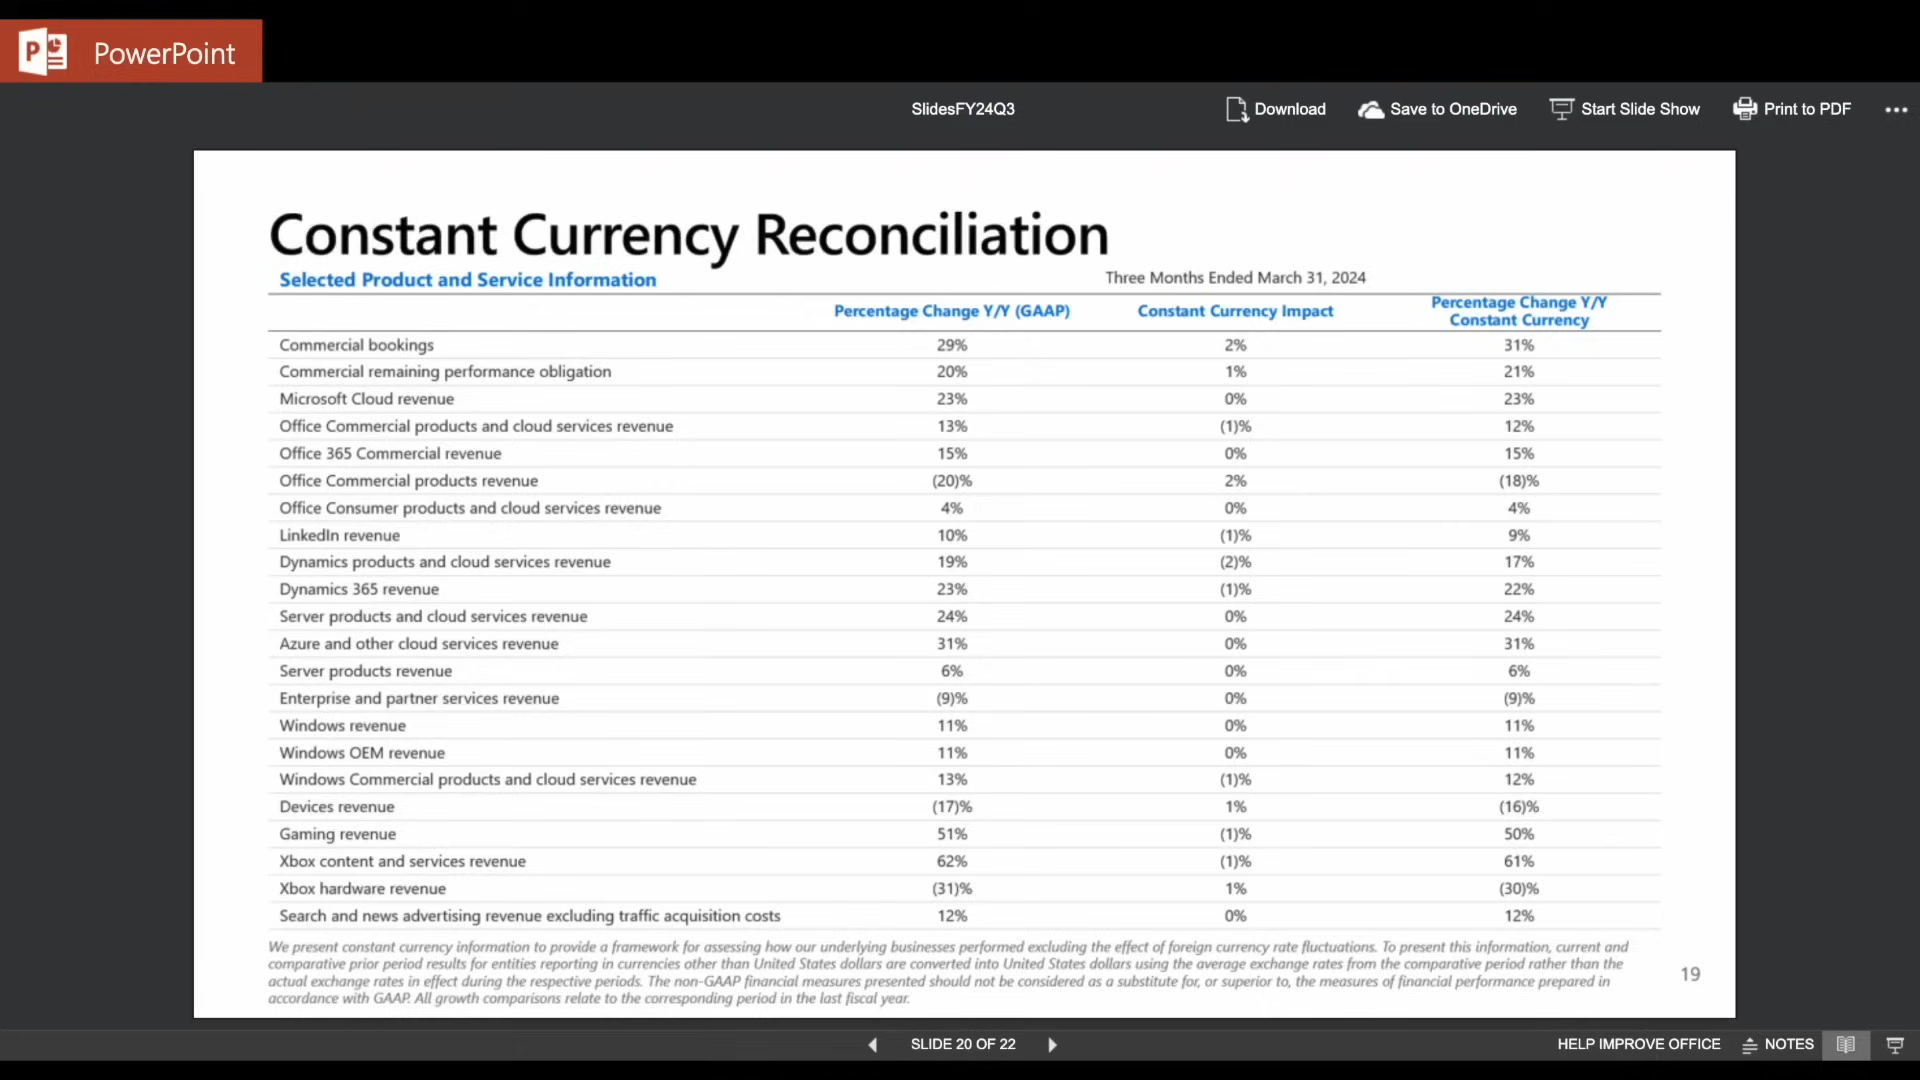 PowerPoint
SlidesFY24Q3
Download
Save to OneDrive
Start Slide Show
Print to PDF
Constant Currency Reconciliation
Selected Product and Service Information
Three Months Ended March 31, 2024
Percentage Change Y/Y (GAAP) Constant Currency Impact Percentage Change Y/Y
Constant Currency
Commercial bookings 29% 2% 31%
Commercial remaining performance obligation 20% 1% 21%
Microsoft Cloud revenue 23% 0% 23%
Office Commercial products and cloud services revenue 13% (1)% 12%
Office 365 Commercial revenue 15% 0% 15%
Office Commercial products revenue (20)% 2% (18)%
Office Consumer products and cloud services revenue 4% 0% 4%
LinkedIn revenue 10% (1)% 9%
Dynamics products and cloud services revenue 19% (2)% 17%
Dynamics 365 revenue 23% (1)% 22%
Server products and cloud services revenue 24% 0% 24%
Azure and other cloud services revenue 31% 0% 31%
Server products revenue 6% 0% 6%
Enterprise and partner services revenue (9)% 0% (9)%
Windows revenue 11% 0% 11%
Windows OEM revenue 11% 0% 11%
Windows Commercial products and cloud services revenue 13% (1)% 12%
Devices revenue (17)% 1% (16)%
Gaming revenue 51% (1)% 50%
Xbox content and services revenue 62% (1)% 61%
Xbox hardware revenue (31)% 1% (30)%
Search and news advertising revenue excluding traffic acquisition costs 12% 0% 12%
We present constant currency information to provide a framework for assessing how our underlying businesses performed excluding the effect of foreign currency rate fluctuations. To present this information, current and
comparative prior period results for entities reporting in currencies other than United States dollars are converted into United States dollars using the average exchange rates from the comparative period rather than the
actual exchange rates in effect during the respective periods. The non-GAAP financial measures presented should not be considered as a substitute for, or superior to, the measures of financial performance prepared in
accordance with GAAP. All growth comparisons relate to the corresponding period in the last fiscal year.
19
SLIDE 20 OF 22
HELP IMPROVE OFFICE
NOTES